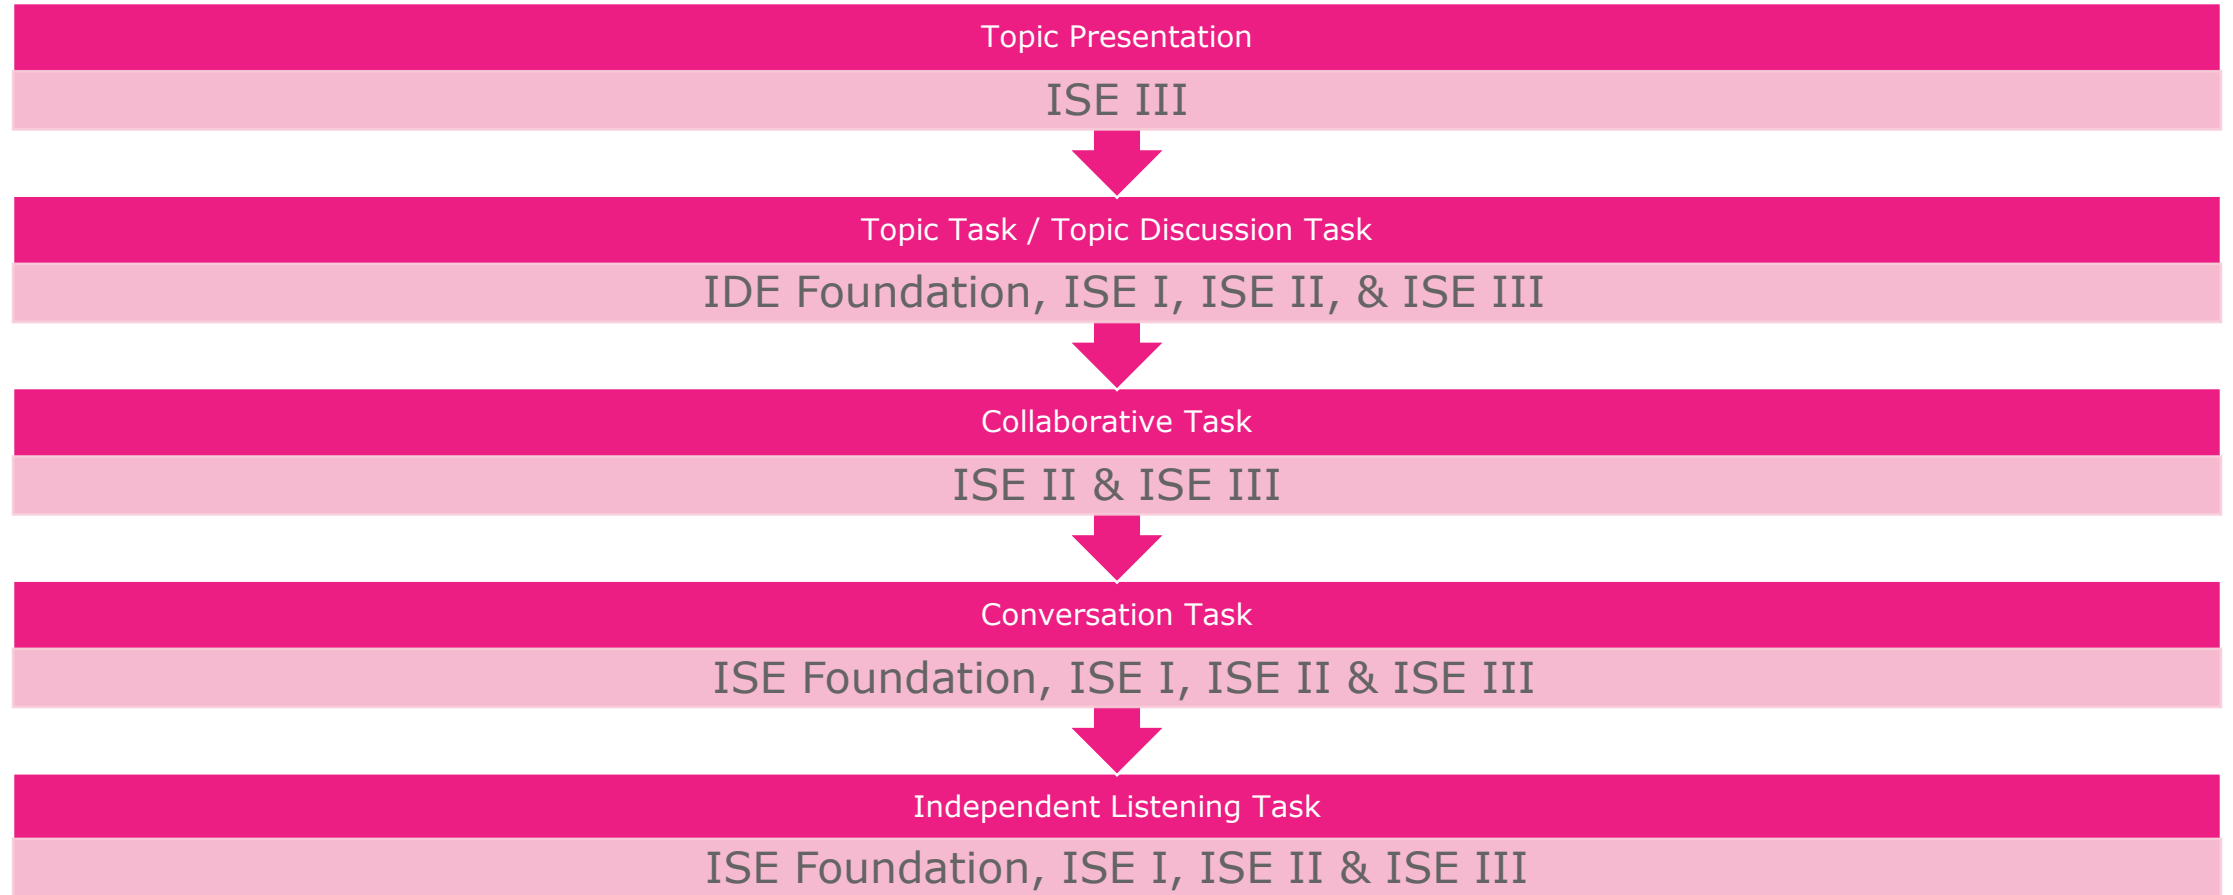 Topic Presentation
ISE III
Topic Task / Topic Discussion Task
IDE Foundation, ISE I, ISE II, & ISE III
Collaborative Task
ISE II & ISE III
Conversation Task
ISE Foundation, ISE I, ISE II & ISE III
Independent Listening Task
ISE Foundation, ISE I, ISE II & ISE III